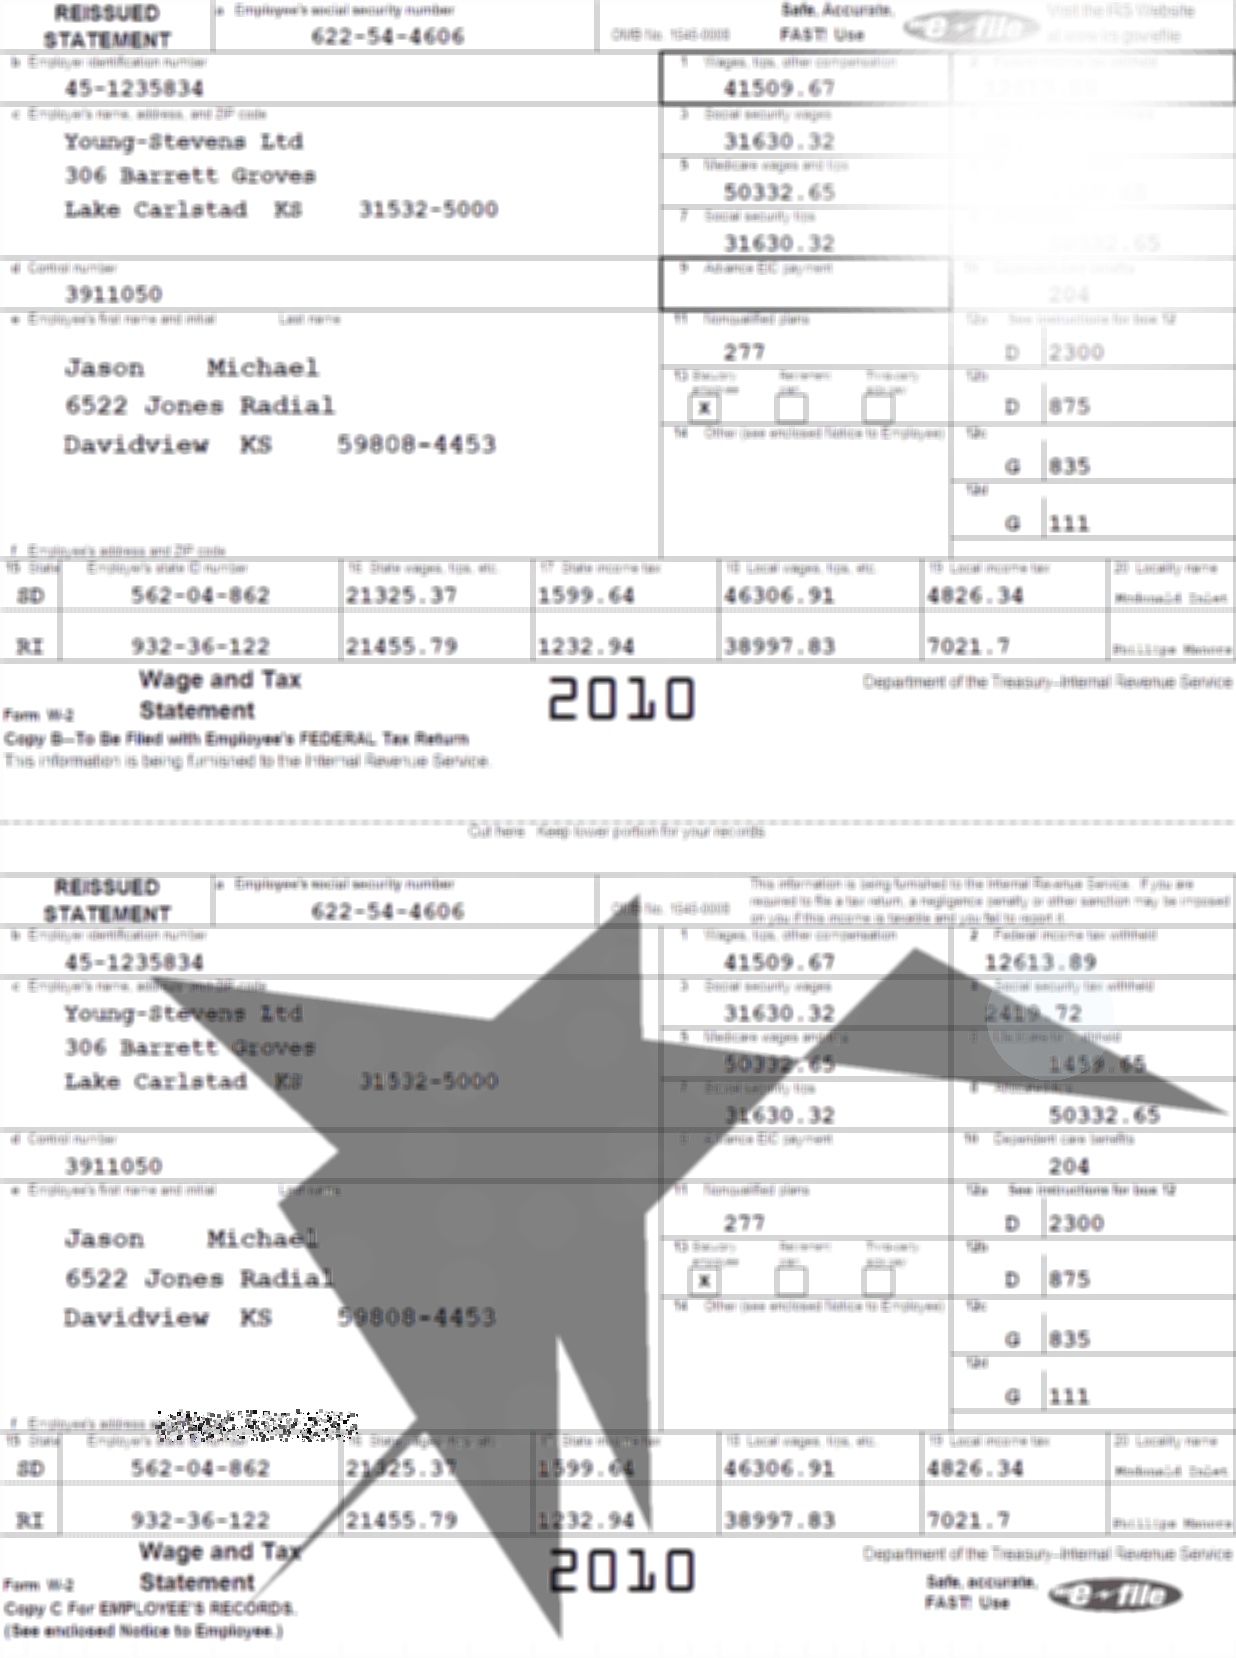 REISSUED STATEMENT
a Employee's social security number
622-54-4606
OMB No. 1545-0008
Safe, Accurate, FAST! Use
e-file
Visit the IRS Website at www.irs.gov/efile
b Employer identification number
45-1235834
1 Wages, tips, other compensation
41509.67
12613.89
c Employer's name, address, and ZIP code
Young-Stevens Ltd
306 Barrett Groves
Lake Carlstad KS 31532-5000
3 Social security wages
31630.32
5 Medicare wages and tips
50332.65
7 Social security tips
31630.32
50332.65
d Control number
3911050
9 Advance EIC payment
10 Dependent care benefits
204
e Employee's first name and initial Last name
Jason Michael
6522 Jones Radial
Davidview KS 59808-4453
11 Nonqualified plans
277
12a See instructions for box 12
D 2300
13 Statutory employee Retirement plan Third-party sick pay
X
12b
D 875
14 Other (see enclosed Notice to Employee)
12c
G 835
12d
G 111
f Employee's address and ZIP code
15 State Employer's state ID number 16 State wages, tips, etc. 17 State income tax 18 Local wages, tips, etc. 19 Local income tax 20 Locality name
SD 562-04-862 21325.37 1599.64 46306.91 4826.34 Mcdonald Inlet
RI 932-36-122 21455.79 1232.94 38997.83 7021.7 Phillips Manors
Form W-2 Wage and Tax Statement
2010
Department of the Treasury-Internal Revenue Service
Copy B--To Be Filed with Employee's FEDERAL Tax Return
This information is being furnished to the Internal Revenue Service.
Cut here Keep lower portion for your records
REISSUED STATEMENT
a Employee's social security number
622-54-4606
OMB No. 1545-0008
This information is being furnished to the Internal Revenue Service. If you are
required to file a tax return, a negligence penalty or other sanction may be imposed
on you if this income is taxable and you fail to report it.
b Employer identification number
45-1235834
1 Wages, tips, other compensation
41509.67
2 Federal income tax withheld
12613.89
c Employer's name, address, and ZIP code
Young-Stevens Ltd
306 Barrett Groves
Lake Carlstad KS 31532-5000
3 Social security wages
31630.32
4 Social security tax withheld
2419.72
5 Medicare wages and tips
50332.65
6 Medicare tax withheld
1459.65
7 Social security tips
31630.32
8 Allocated tips
50332.65
d Control number
3911050
9 Advance EIC payment
10 Dependent care benefits
204
e Employee's first name and initial Last name
Jason Michael
6522 Jones Radial
Davidview KS 59808-4453
11 Nonqualified plans
277
12a See instructions for box 12
D 2300
13 Statutory employee Retirement plan Third-party sick pay
X
12b
D 875
14 Other (see enclosed Notice to Employee)
12c
G 835
12d
G 111
f Employee's address
15 State Employer's state ID number 16 State wages, tips, etc. 17 State income tax 18 Local wages, tips, etc. 19 Local income tax 20 Locality name
SD 562-04-862 21325.37 1599.64 46306.91 4826.34 Mcdonald Inlet
RI 932-36-122 21455.79 1232.94 38997.83 7021.7 Phillips Manors
Form W-2 Wage and Tax Statement
2010
Department of the Treasury-Internal Revenue Service
Copy C For EMPLOYEE'S RECORDS.
(See enclosed Notice to Employee.)
Safe, accurate, FAST! Use
e-file